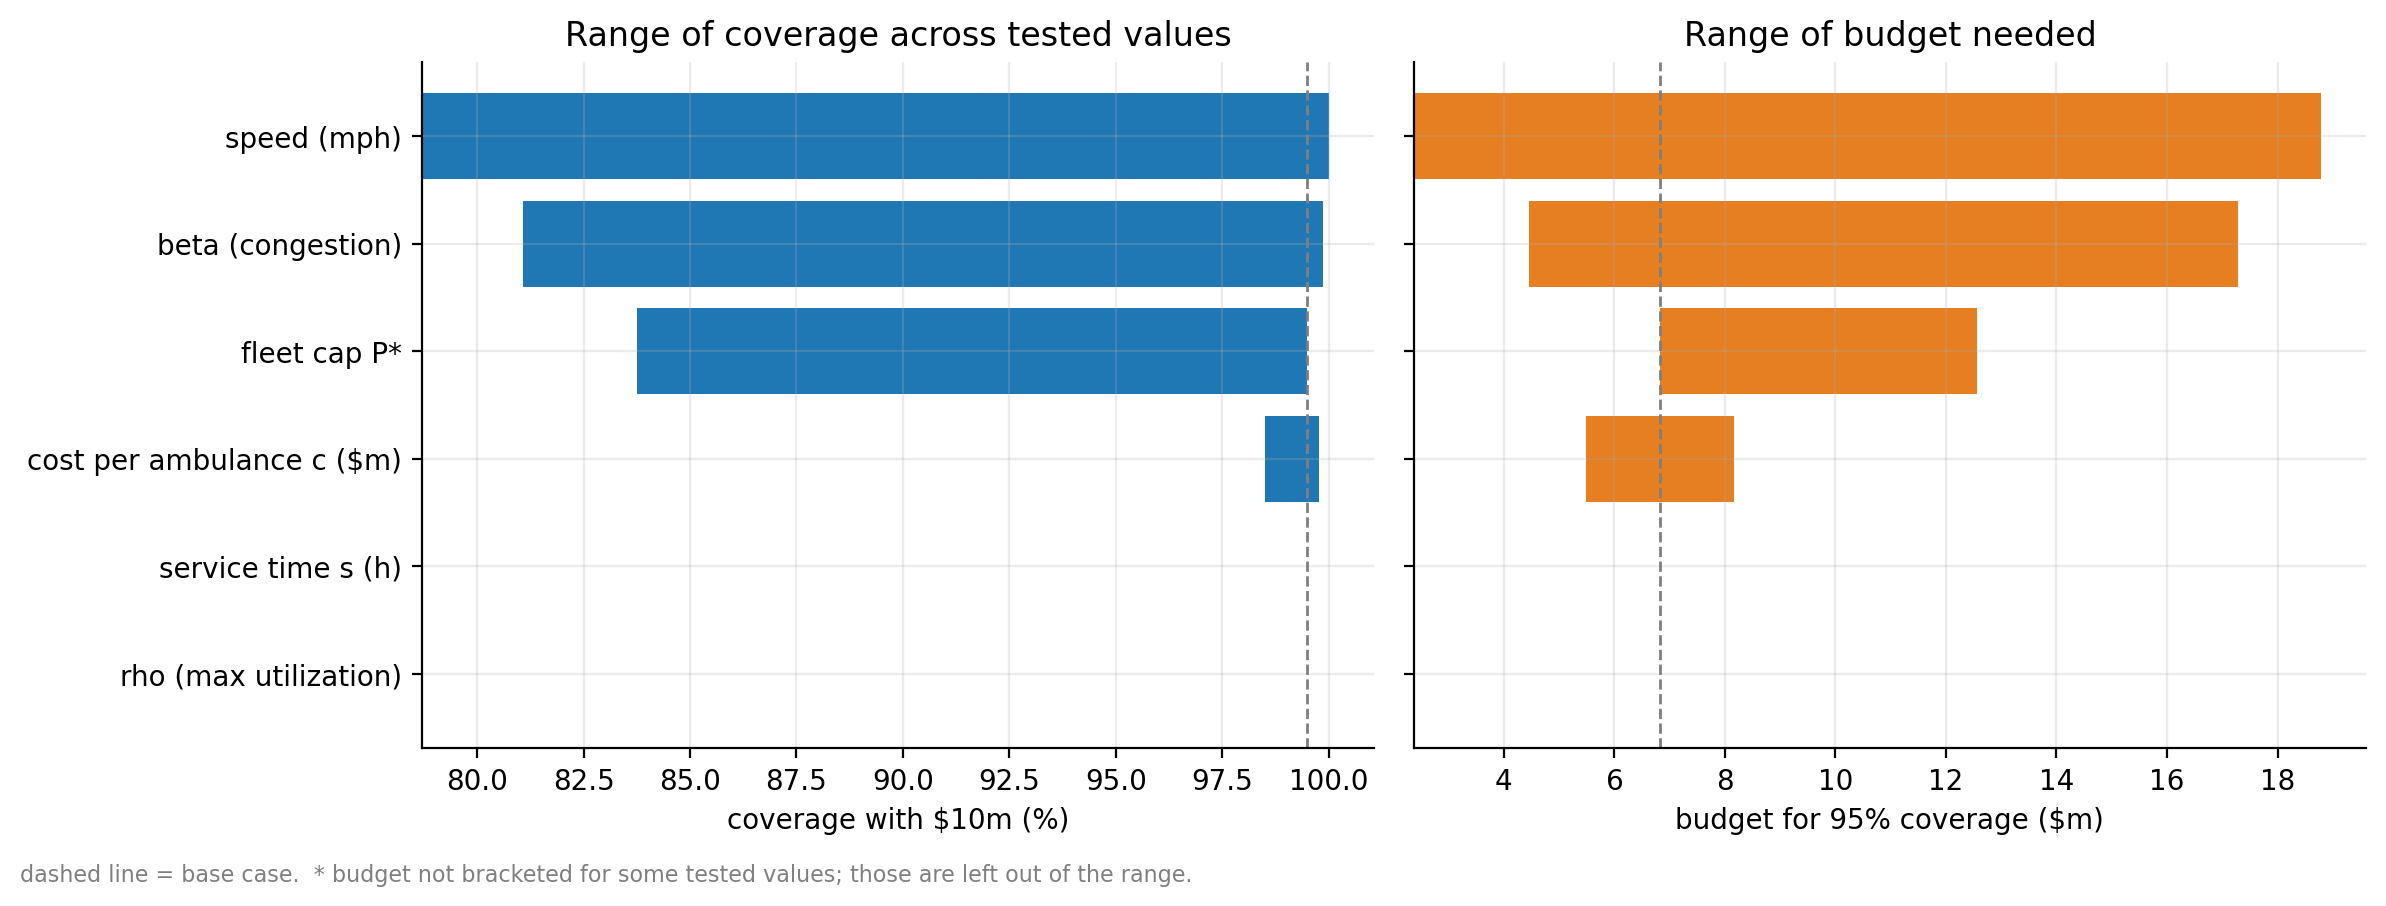 Range of coverage across tested values
Range of budget needed
speed (mph)
beta (congestion)
fleet cap P*
cost per ambulance c ($m)
service time s (h)
rho (max utilization)
80.0 82.5 85.0 87.5 90.0 92.5 95.0 97.5 100.0
4 6 8 10 12 14 16 18
coverage with $10m (%)
budget for 95% coverage ($m)
dashed line = base case.  * budget not bracketed for some tested values; those are left out of the range.